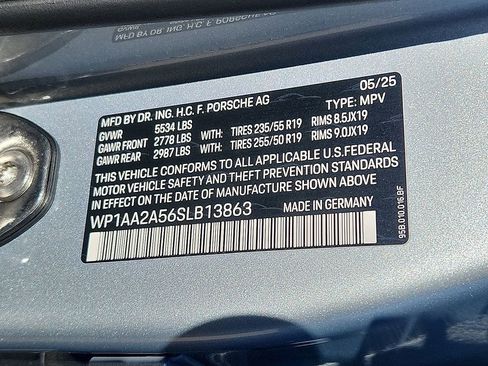 05/25
MFD BY DR. ING. H.C. F. PORSCHE AG
TYPE: MPV
GVWR 5534 LBS
GAWR FRONT 2778 LBS WITH: TIRES 235/55 R19 RIMS 8.5JX19
GAWR REAR 2987 LBS WITH: TIRES 255/50 R19 RIMS 9.0JX19
THIS VEHICLE CONFORMS TO ALL APPLICABLE U.S. FEDERAL
MOTOR VEHICLE SAFETY AND THEFT PREVENTION STANDARDS
IN EFFECT ON THE DATE OF MANUFACTURE SHOWN ABOVE.
WP1AA2A56SLB13863 MADE IN GERMANY
95B.010.016.BF